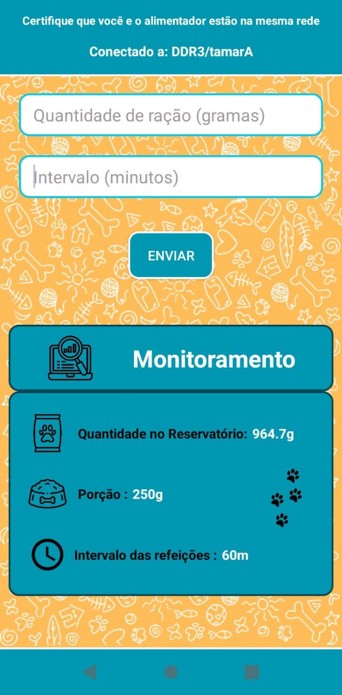 Certifique que você e o alimentador estão na mesma rede
Conectado a: DDR3/tamarA
Quantidade de ração (gramas)
Intervalo (minutos)
ENVIAR
Monitoramento
Quantidade no Reservatório: 964.7g
Porção : 250g
Intervalo das refeições : 60m